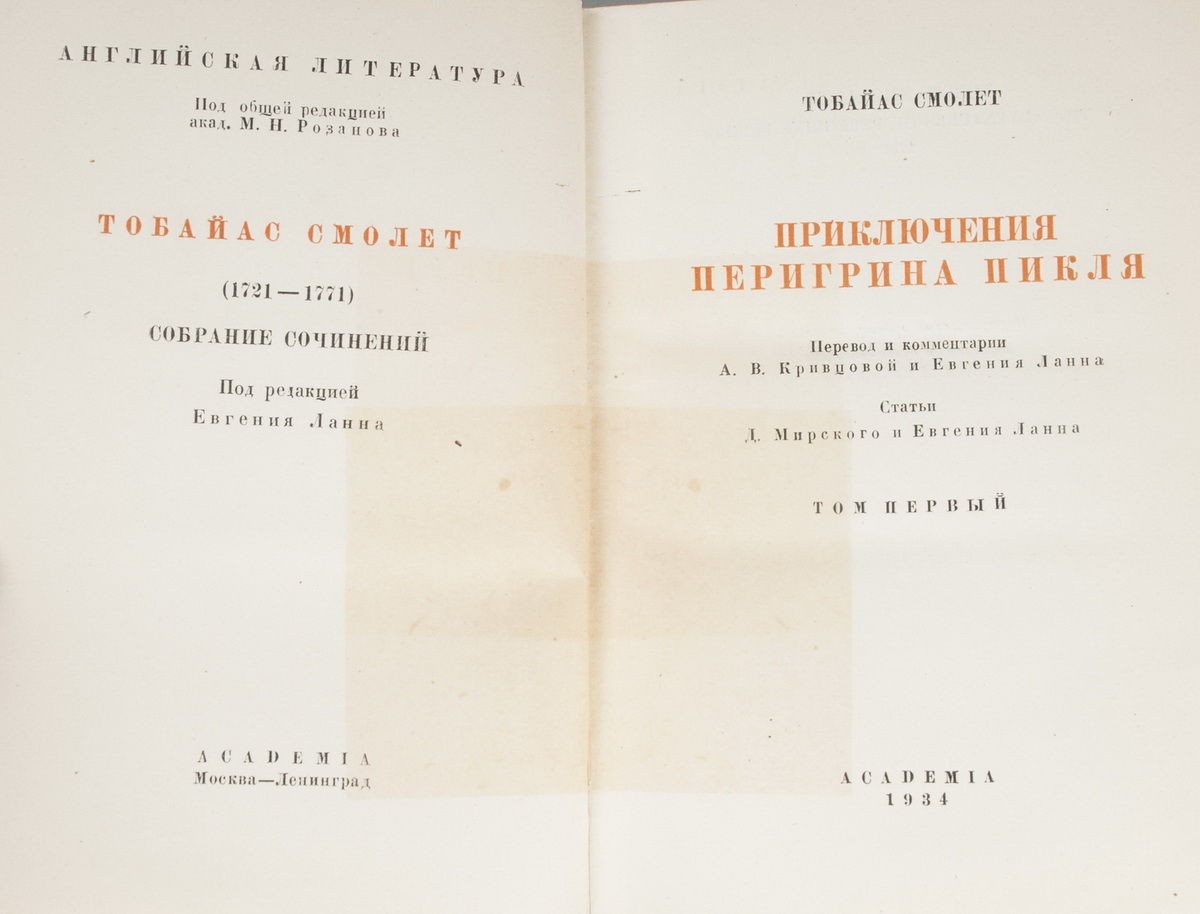 АНГЛИЙСКАЯ ЛИТЕРАТУРА
Под общей редакцией
акад. М. Н. Розанова
ТОБАЙАС СМОЛЕТ
(1721—1771)
СОБРАНИЕ СОЧИНЕНИЙ
Под редакцией
Евгения Ланна
ACADEMIA
Москва—Ленинград
ТОБАЙАС СМОЛЕТ
ПРИКЛЮЧЕНИЯ
ПЕРИГРИНА ПИКЛЯ
Перевод и комментарии
А. В. Кривцовой и Евгения Ланна
Статьи
Д. Мирского и Евгения Ланна
ТОМ ПЕРВЫЙ
ACADEMIA
1934